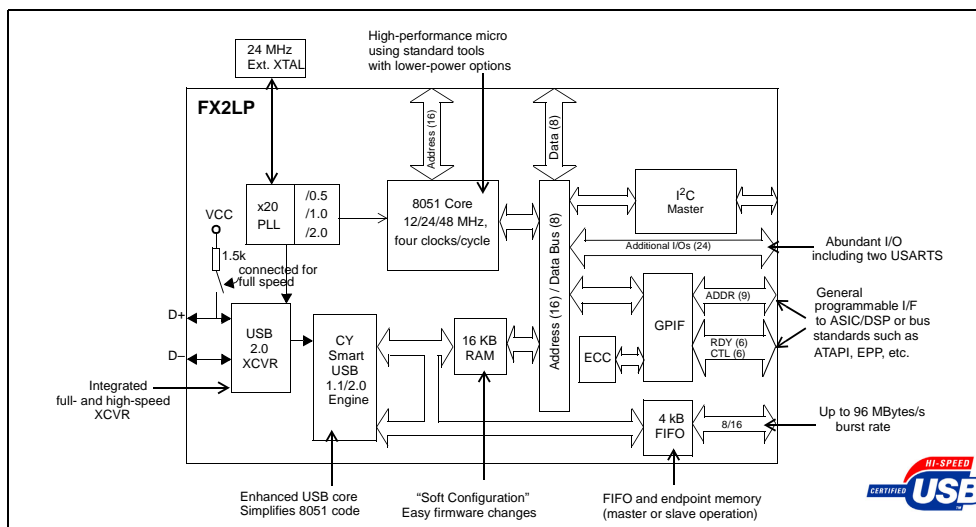 High-performance micro
using standard tools
with lower-power options
24 MHz
Ext. XTAL
FX2LP
Address (16)
Data (8)
x20
PLL
/0.5
/1.0
/2.0
8051 Core
12/24/48 MHz,
four clocks/cycle
I²C
Master
VCC
1.5k
connected for
full speed
Address (16) / Data Bus (8)
Additional I/Os (24)
Abundant I/O
including two USARTS
D+
D–
USB
2.0
XCVR
CY
Smart
USB
1.1/2.0
Engine
16 KB
RAM
ECC
GPIF
ADDR (9)
RDY (6)
CTL (6)
General
programmable I/F
to ASIC/DSP or bus
standards such as
ATAPI, EPP, etc.
Integrated
full- and high-speed
XCVR
4 kB
FIFO
8/16
Up to 96 MBytes/s
burst rate
Enhanced USB core
Simplifies 8051 code
“Soft Configuration”
Easy firmware changes
FIFO and endpoint memory
(master or slave operation)
HI-SPEED
CERTIFIED
USB
TM